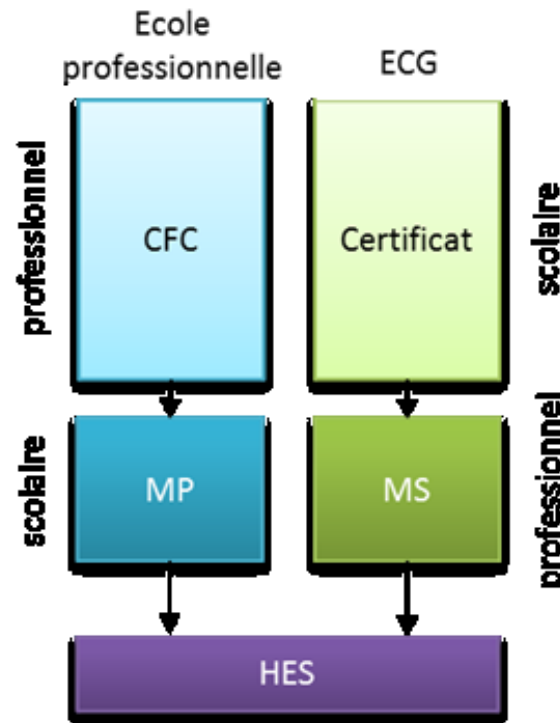 Ecole
professionnelle
ECG
professionnel
CFC
Certificat
scolaire
scolaire
MP
MS
professionnel
HES